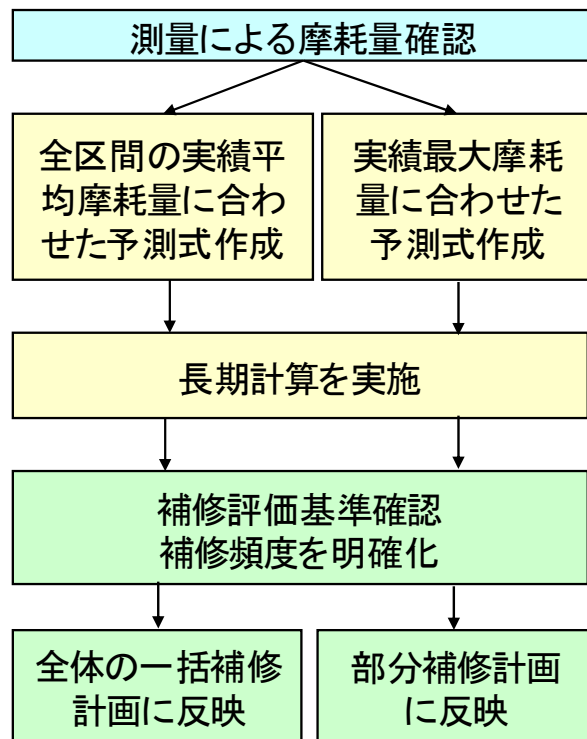 測量による摩耗量確認
全区間の実績平
均摩耗量に合わ
せた予測式作成
実績最大摩耗
量に合わせた
予測式作成
長期計算を実施
補修評価基準確認
補修頻度を明確化
全体の一括補修
計画に反映
部分補修計画
に反映